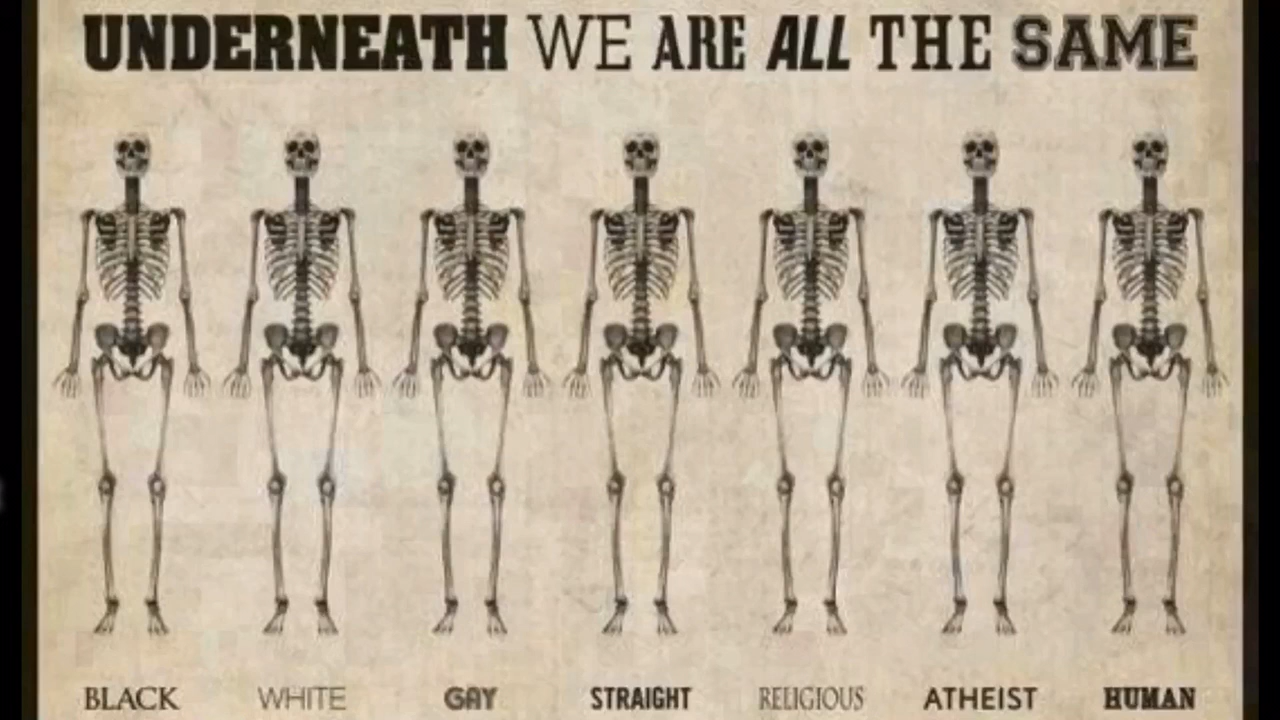 UNDERNEATH WE ARE ALL THE SAME
BLACK WHITE GAY STRAIGHT RELIGIOUS ATHEIST HUMAN